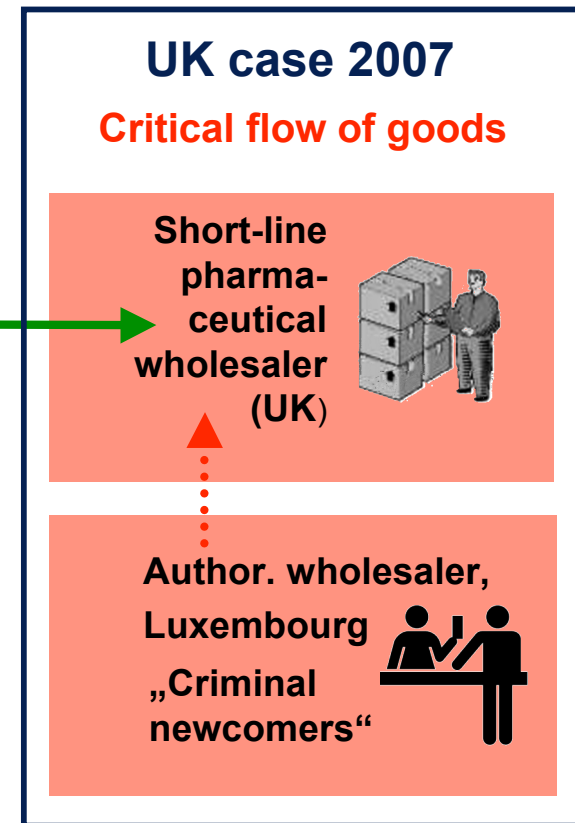 UK case 2007
Critical flow of goods
Short-line
pharma-
ceutical
wholesaler
(UK)
Author. wholesaler,
Luxembourg
„Criminal
newcomers“